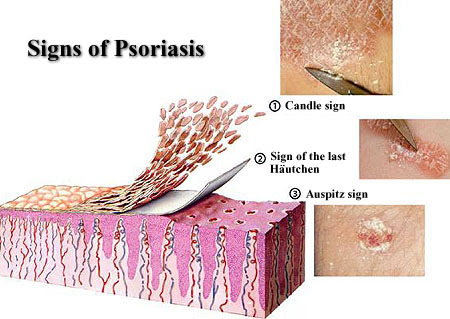 Signs of Psoriasis
① Candle sign
② Sign of the last
Häutchen
③ Auspitz sign